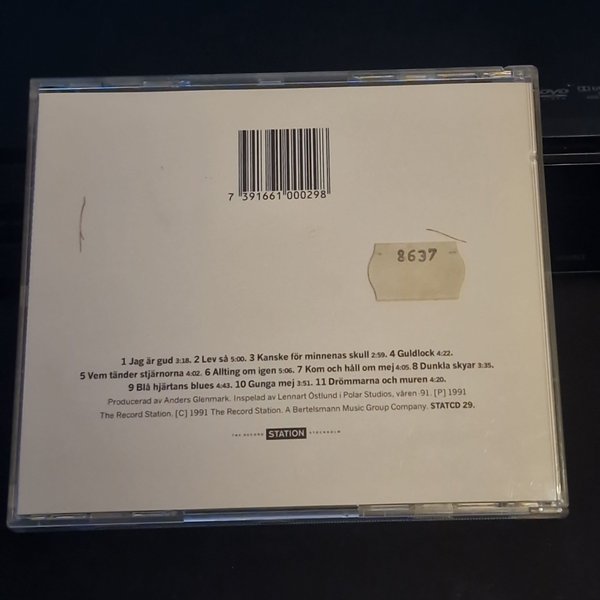 7 391661 000298
8637
1 Jag är gud 3:18. 2 Lev så 5:00. 3 Kanske för minnenas skull 2:59. 4 Guldlock 4:22.
5 Vem tänder stjärnorna 4:02. 6 Allting om igen 5:06. 7 Kom och håll om mej 4:05. 8 Dunkla skyar 3:35.
9 Blå hjärtans blues 4:43. 10 Gunga mej 3:51. 11 Drömmarna och muren 4:20.
Producerad av Anders Glenmark. Inspelad av Lennart Östlund i Polar Studios, våren ·91. [P] 1991
The Record Station. [C] 1991 The Record Station. A Bertelsmann Music Group Company. STATCD 29.
THE RECORD STATION STOCKHOLM